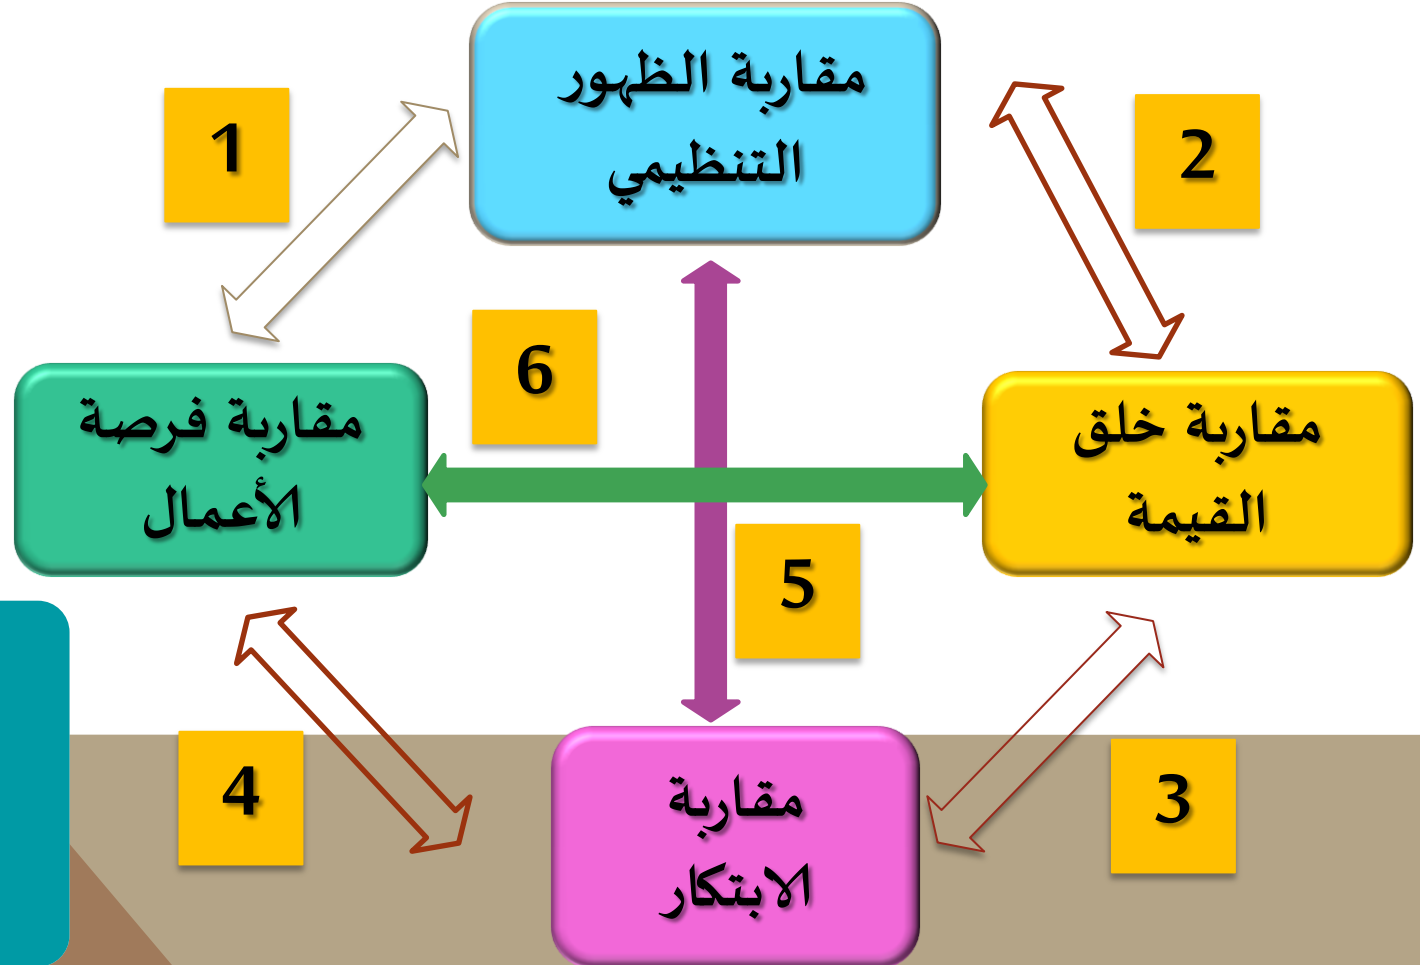 مقاربة الظهور
التنظيمي
1
2
6
مقاربة فرصة
الأعمال
مقاربة خلق
القيمة
5
4
3
مقاربة
الابتكار